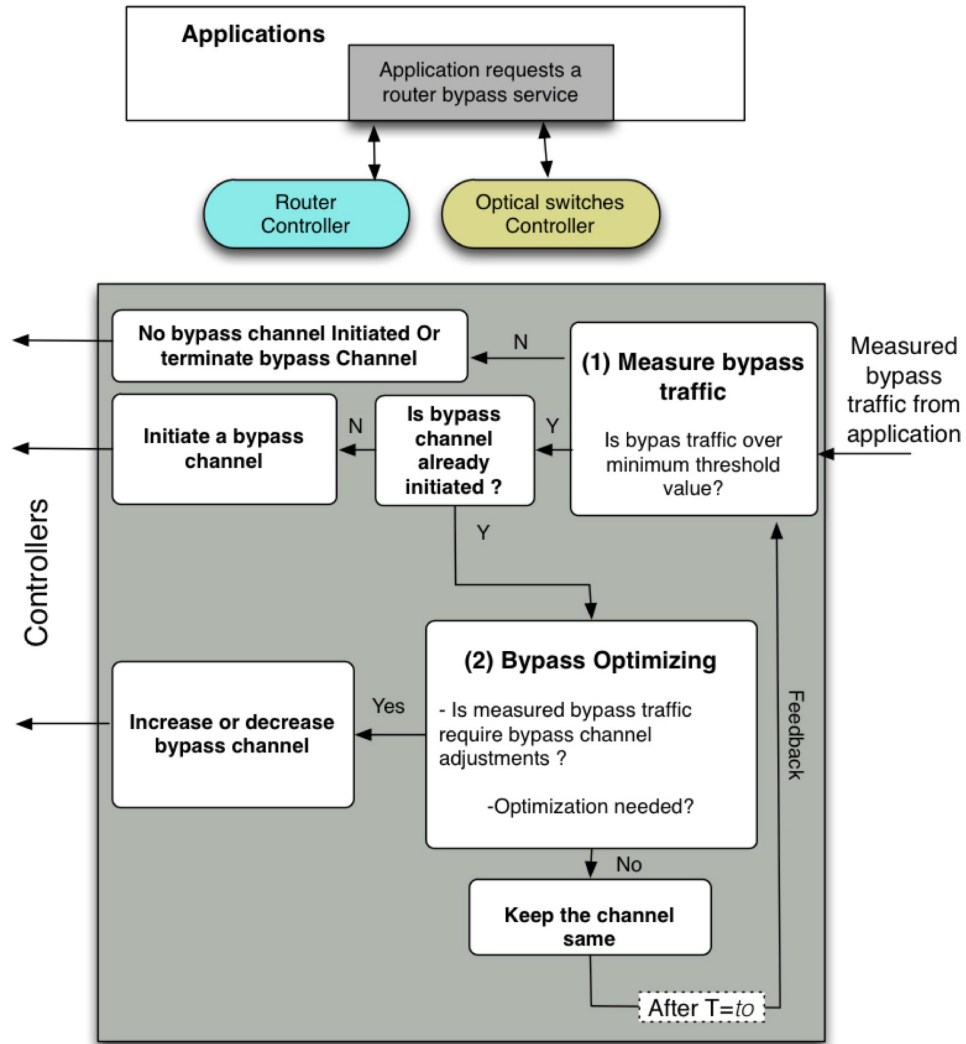 Applications
Application requests a
router bypass service
Router
Controller
Optical switches
Controller
No bypass channel Initiated Or
terminate bypass Channel
N
(1) Measure bypass
traffic
Is bypas traffic over
minimum threshold
value?
Measured
bypass
traffic from
application
Y
Is bypass
channel
already
initiated ?
N
Initiate a bypass
channel
Y
Controllers
(2) Bypass Optimizing
- Is measured bypass traffic
require bypass channel
adjustments ?
-Optimization needed?
Yes
Increase or decrease
bypass channel
No
Keep the channel
same
After T=to
Feedback